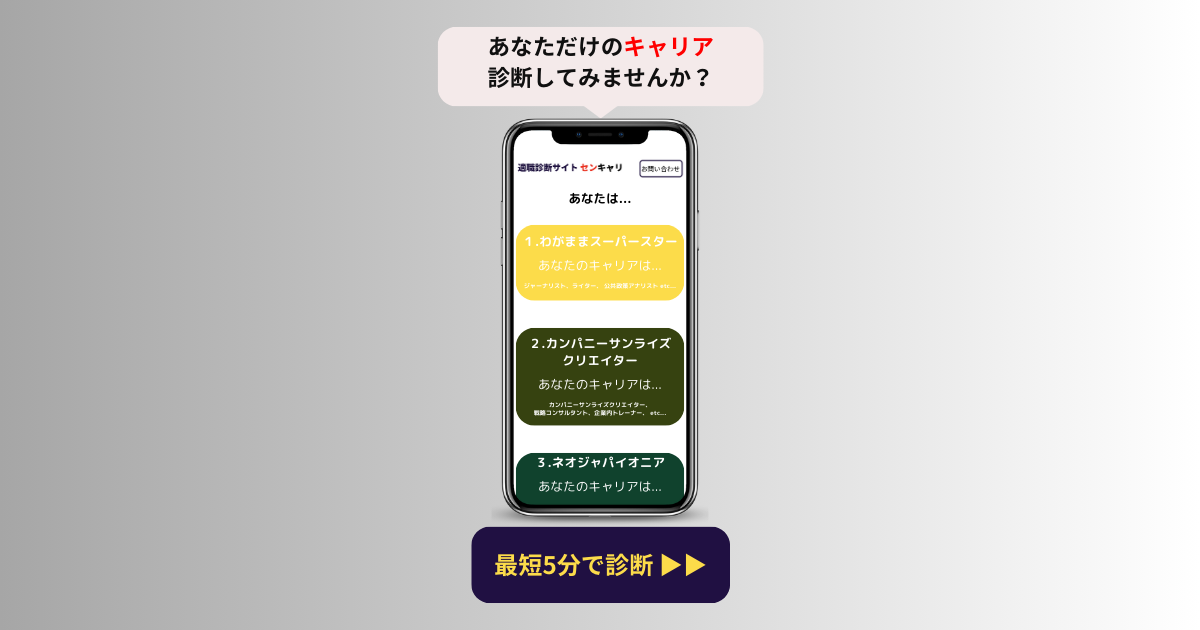 あなただけのキャリア
診断してみませんか？
適職診断サイト センキャリ
お問い合わせ
あなたは...
１.わがままスーパースター
あなたのキャリアは...
ジャーナリスト、ライター、 公共政策アナリスト etc...
２.カンパニーサンライズ
クリエイター
あなたのキャリアは...
カンパニーサンライズクリエイター、
戦略コンサルタント、企業内トレーナー、 etc...
３.ネオジャパイオニア
あなたのキャリアは...
最短5分で診断 ▶▶